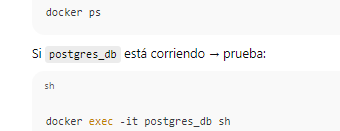 docker ps
Si postgres_db está corriendo → prueba:
sh
docker exec -it postgres_db sh